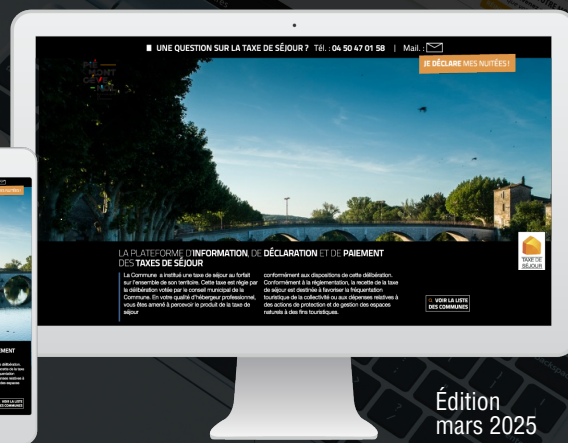 UNE QUESTION SUR LA TAXE DE SÉJOUR ? Tél. : 04 50 47 01 58 | Mail. :
JE DÉCLARE MES NUITÉES !
LA PLATEFORME D'INFORMATION, DE DÉCLARATION ET DE PAIEMENT
DES TAXES DE SÉJOUR
La Commune a institué une taxe de séjour au forfait
sur l'ensemble de son territoire. Cette taxe est régie par
la délibération votée par le conseil municipal de la
Commune. En votre qualité d'hébergeur professionnel,
vous êtes amené à percevoir le produit de la taxe de
séjour
conformément aux dispositions de cette délibération.
Conformément à la réglementation, la recette de la taxe
de séjour est destinée à favoriser la fréquentation
touristique de la collectivité ou aux dépenses relatives à
des actions de protection et de gestion des espaces
naturels à des fins touristiques.
TAXE DE
SÉJOUR
VOIR LA LISTE
DES COMMUNES
Édition
mars 2025